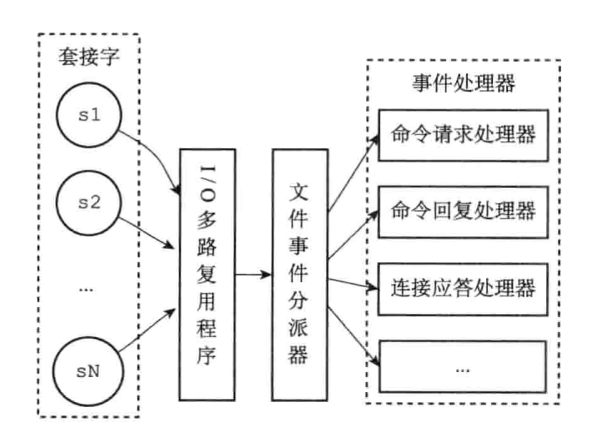 套接字
s1
s2
...
sN
I/O多路复用程序
文件事件分派器
事件处理器
命令请求处理器
命令回复处理器
连接应答处理器
...